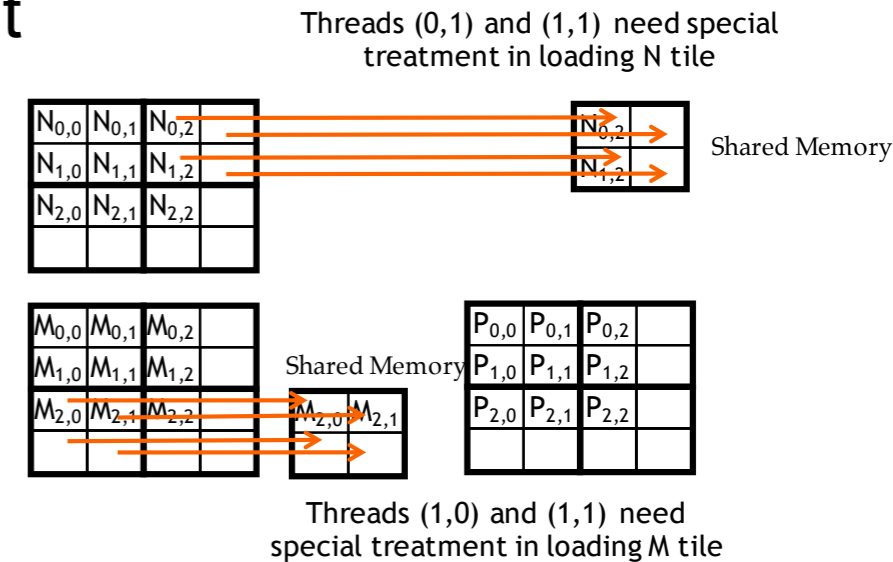 t
Threads (0,1) and (1,1) need special
treatment in loading N tile
N0,0 N0,1 N0,2
N1,0 N1,1 N1,2
N2,0 N2,1 N2,2
N0,2
N1,2
Shared Memory
M0,0 M0,1 M0,2
M1,0 M1,1 M1,2
M2,0 M2,1 M2,2
Shared Memory
M2,0 M2,1
P0,0 P0,1 P0,2
P1,0 P1,1 P1,2
P2,0 P2,1 P2,2
Threads (1,0) and (1,1) need
special treatment in loading M tile